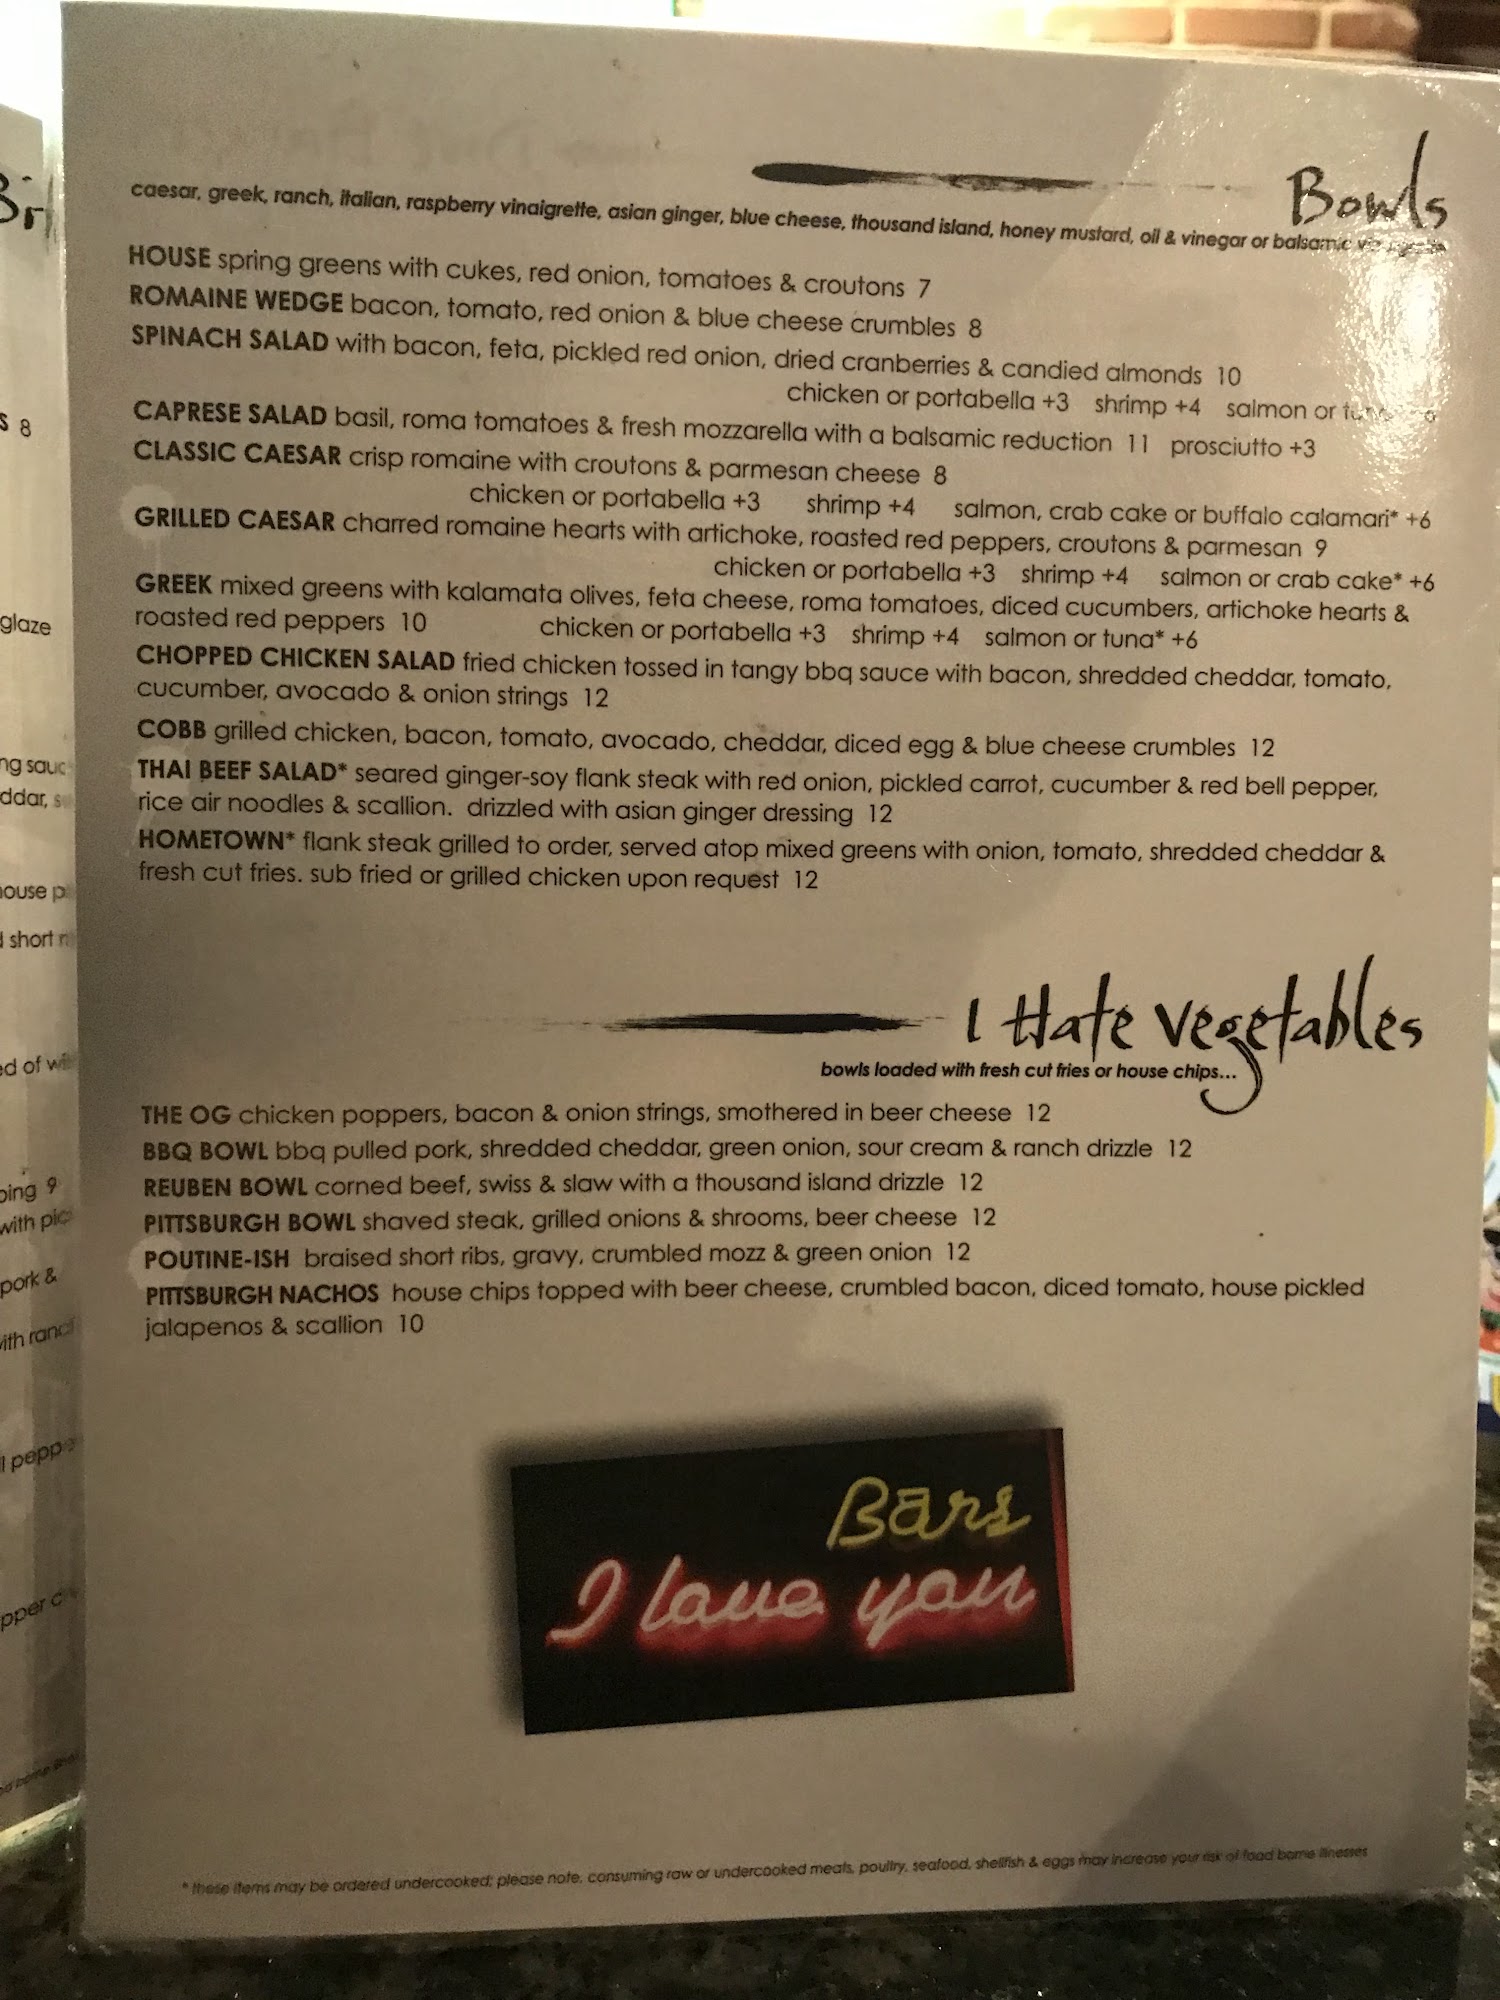 Bowls
caesar, greek, ranch, italian, raspberry vinaigrette, asian ginger, blue cheese, thousand island, honey mustard, oil & vinegar or balsamic
HOUSE spring greens with cukes, red onion, tomatoes & croutons 7
ROMAINE WEDGE bacon, tomato, red onion & blue cheese crumbles 8
SPINACH SALAD with bacon, feta, pickled red onion, dried cranberries & candied almonds 10
chicken or portabella +3 shrimp +4 salmon or
CAPRESE SALAD basil, roma tomatoes & fresh mozzarella with a balsamic reduction 11 prosciutto +3
CLASSIC CAESAR crisp romaine with croutons & parmesan cheese 8
chicken or portabella +3 shrimp +4 salmon, crab cake or buffalo calamari* +6
GRILLED CAESAR charred romaine hearts with artichoke, roasted red peppers, croutons & parmesan 9
chicken or portabella +3 shrimp +4 salmon or crab cake* +6
GREEK mixed greens with kalamata olives, feta cheese, roma tomatoes, diced cucumbers, artichoke hearts &
roasted red peppers 10 chicken or portabella +3 shrimp +4 salmon or tuna* +6
CHOPPED CHICKEN SALAD fried chicken tossed in tangy bbq sauce with bacon, shredded cheddar, tomato,
cucumber, avocado & onion strings 12
COBB grilled chicken, bacon, tomato, avocado, cheddar, diced egg & blue cheese crumbles 12
THAI BEEF SALAD* seared ginger-soy flank steak with red onion, pickled carrot, cucumber & red bell pepper,
rice air noodles & scallion. drizzled with asian ginger dressing 12
HOMETOWN* flank steak grilled to order, served atop mixed greens with onion, tomato, shredded cheddar &
fresh cut fries. sub fried or grilled chicken upon request 12
I Hate Vegetables
bowls loaded with fresh cut fries or house chips...
THE OG chicken poppers, bacon & onion strings, smothered in beer cheese 12
BBQ BOWL bbq pulled pork, shredded cheddar, green onion, sour cream & ranch drizzle 12
REUBEN BOWL corned beef, swiss & slaw with a thousand island drizzle 12
PITTSBURGH BOWL shaved steak, grilled onions & shrooms, beer cheese 12
POUTINE-ISH braised short ribs, gravy, crumbled mozz & green onion 12
PITTSBURGH NACHOS house chips topped with beer cheese, crumbled bacon, diced tomato, house pickled
jalapenos & scallion 10
Bars
I love you
* these items may be ordered undercooked; please note, consuming raw or undercooked meats, poultry, seafood, shellfish & eggs may increase your risk of food borne illnesses
8
glaze
ed of
9
pork &
short